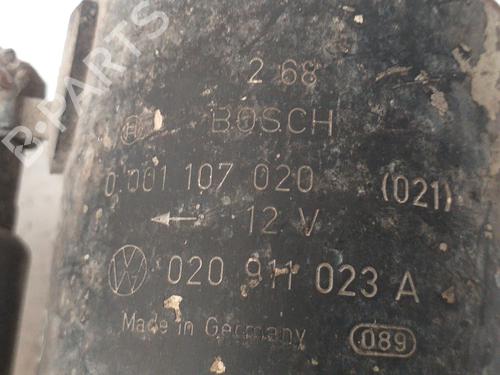 B-PARTS
2 68
BOSCH
0 001 107 020 (021)
12 V
020 911 023 A
Made in Germany 089